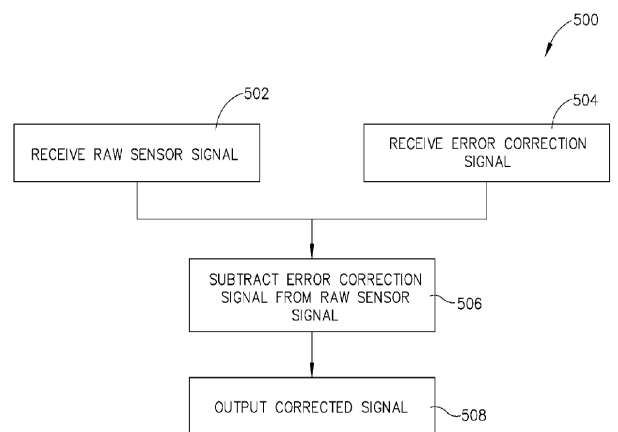 500
502
504
RECEIVE RAW SENSOR SIGNAL
RECEIVE ERROR CORRECTION
SIGNAL
SUBTRACT ERROR CORRECTION
SIGNAL FROM RAW SENSOR
SIGNAL
506
OUTPUT CORRECTED SIGNAL
508